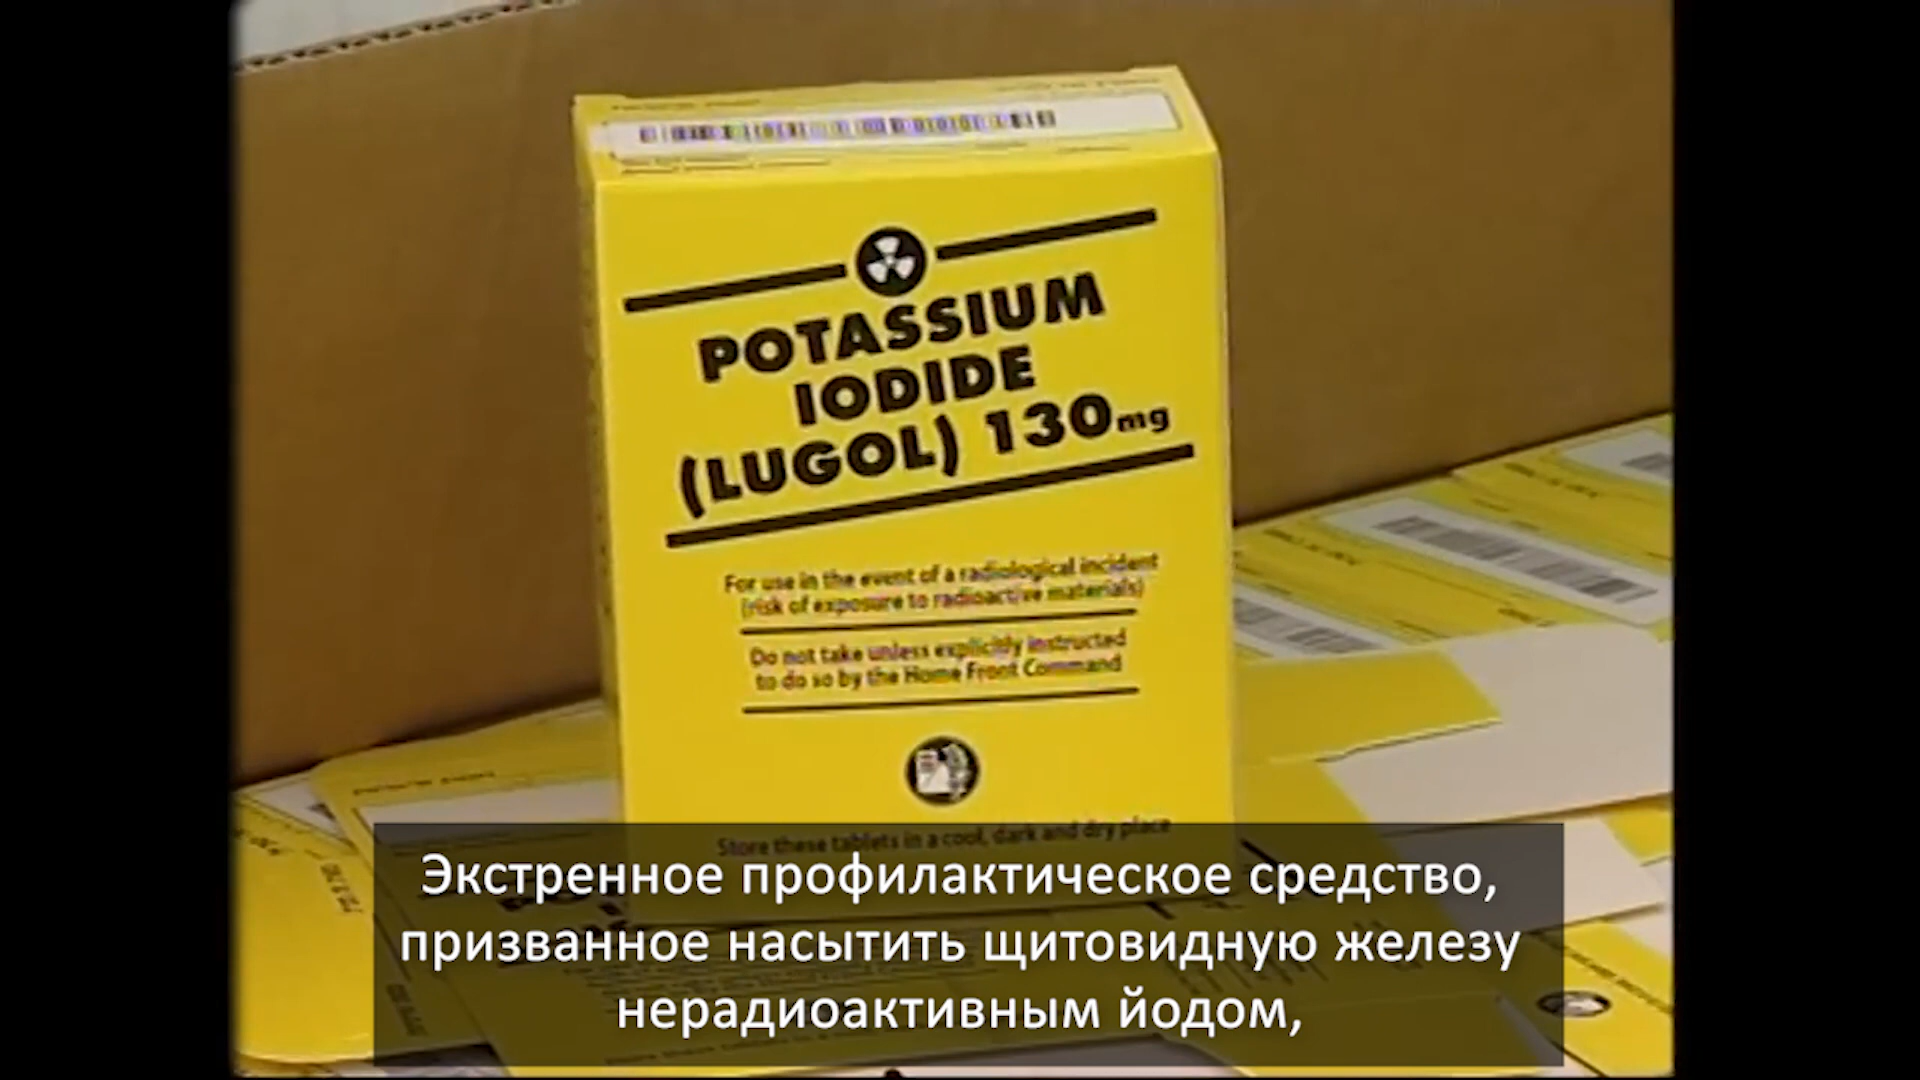 POTASSIUM
IODIDE
(LUGOL) 130mg
For use in the event of a radiological incident
(risk of exposure to radioactive materials)
Do not take unless explicitly instructed
to do so by the Home Front Command
Store these tablets in a cool, dark and dry place
Экстренное профилактическое средство,
призванное насытить щитовидную железу
нерадиоактивным йодом,